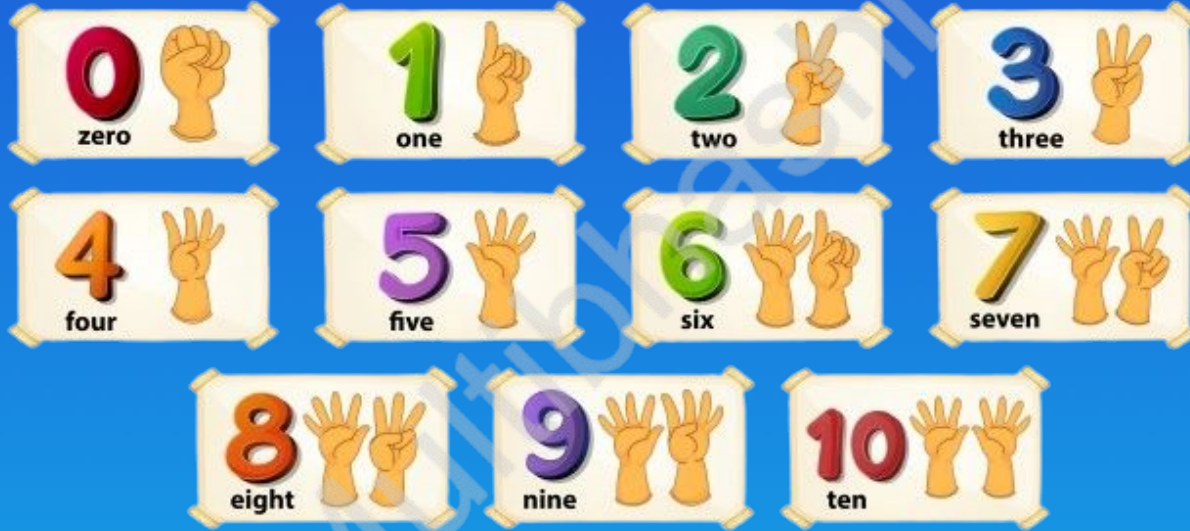 0 zero
1 one
2 two
3 three
4 four
5 five
6 six
7 seven
8 eight
9 nine
10 ten
Multibhashi